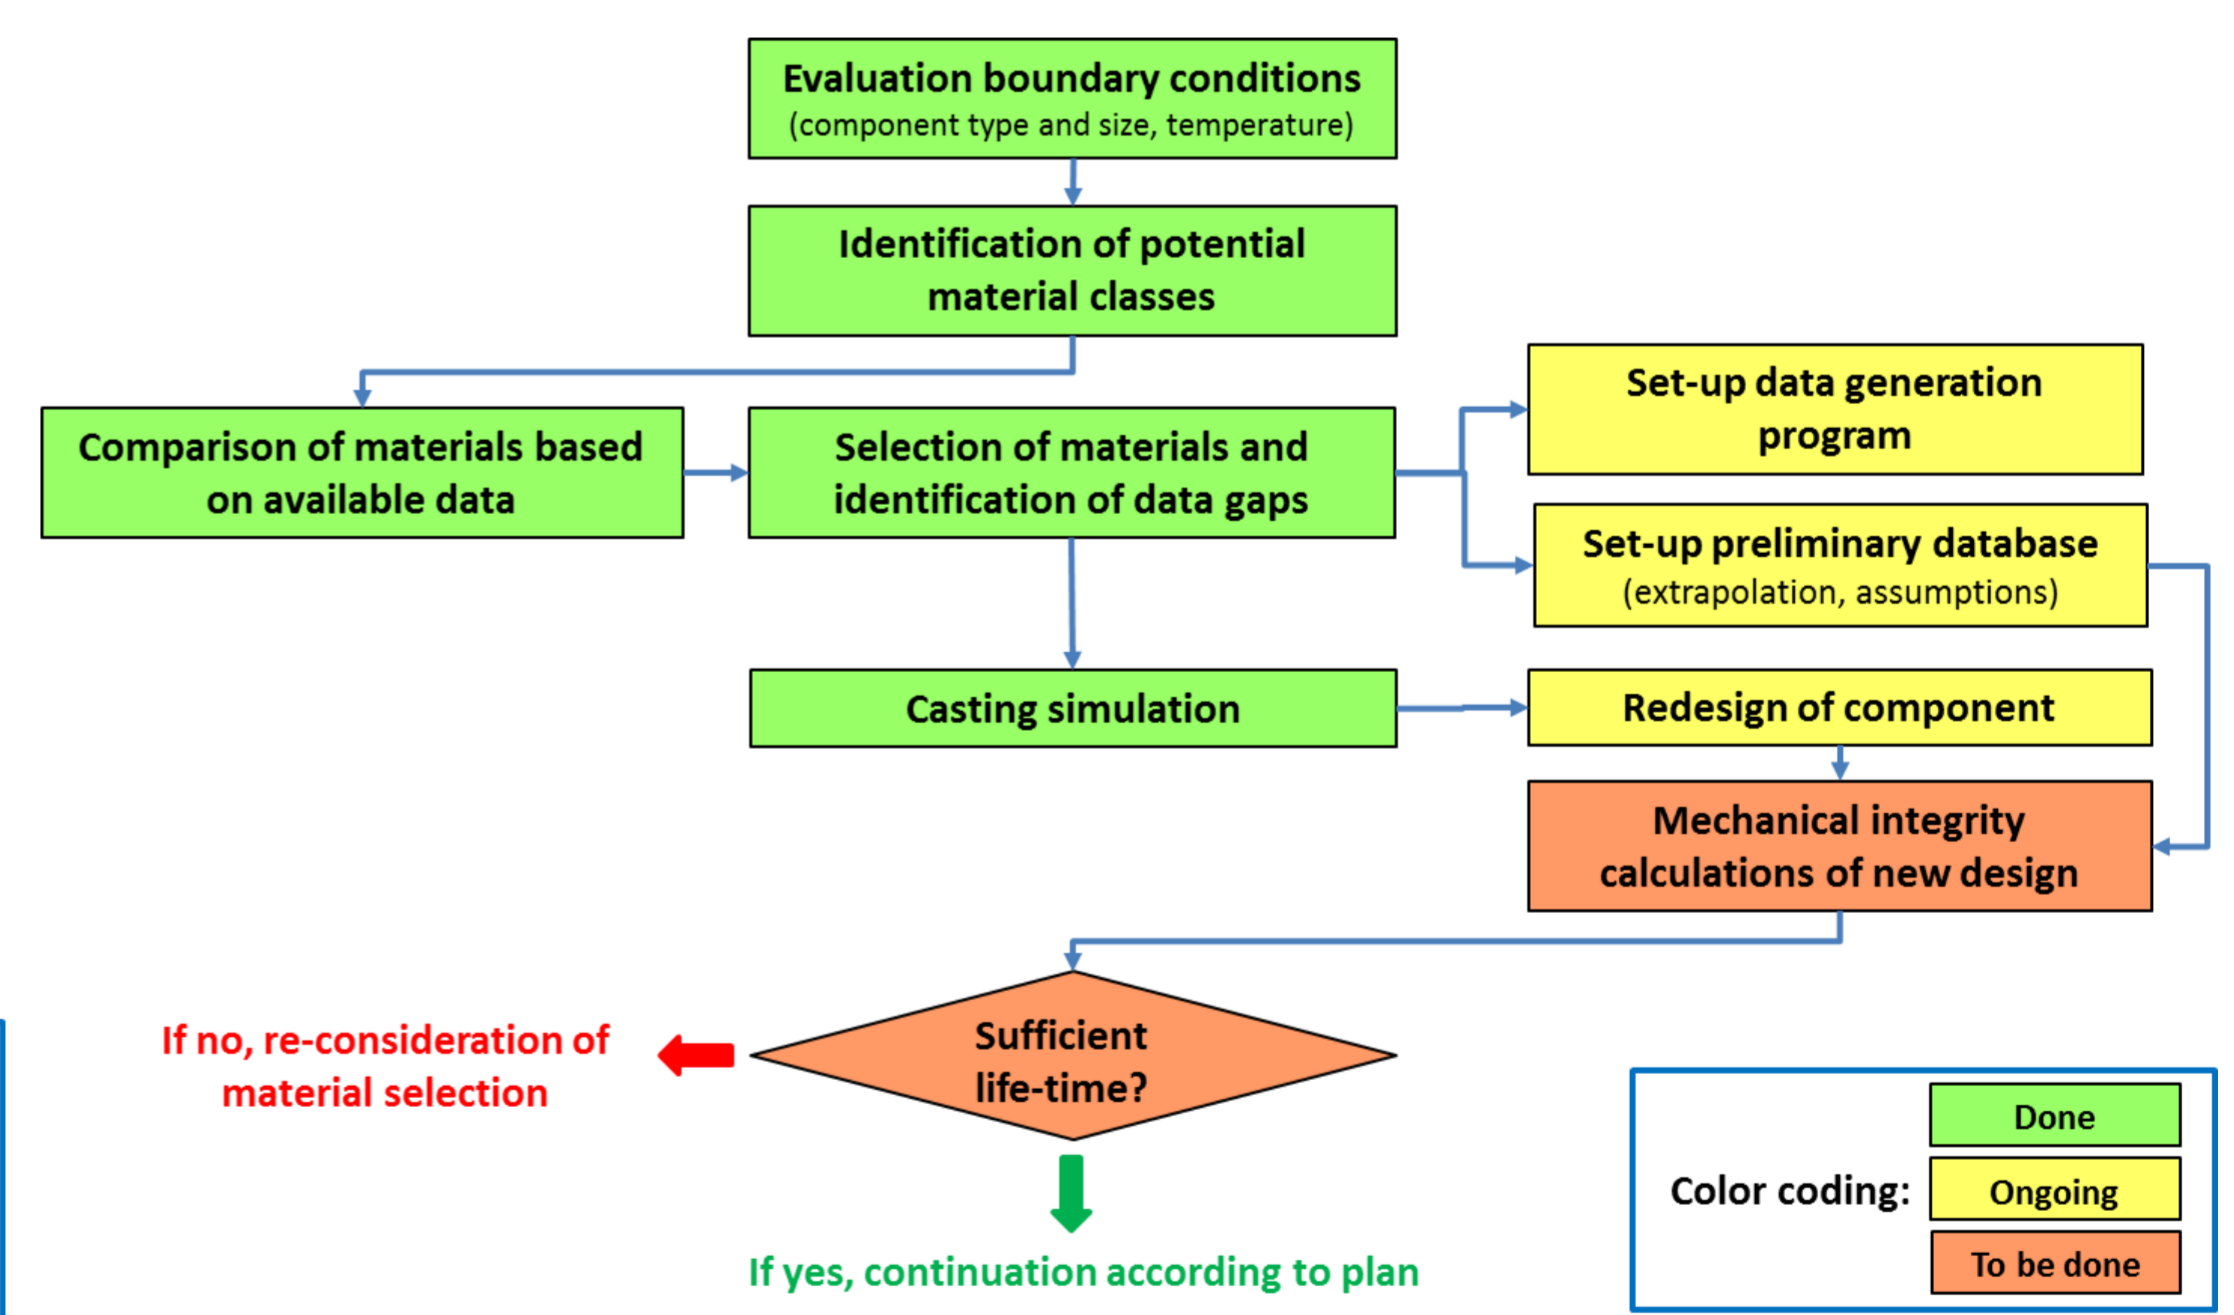 Evaluation boundary conditions
(component type and size, temperature)
Identification of potential
material classes
Comparison of materials based
on available data
Selection of materials and
identification of data gaps
Set-up data generation
program
Set-up preliminary database
(extrapolation, assumptions)
Casting simulation
Redesign of component
Mechanical integrity
calculations of new design
Sufficient
life-time?
If no, re-consideration of
material selection
If yes, continuation according to plan
Color coding:
Done
Ongoing
To be done